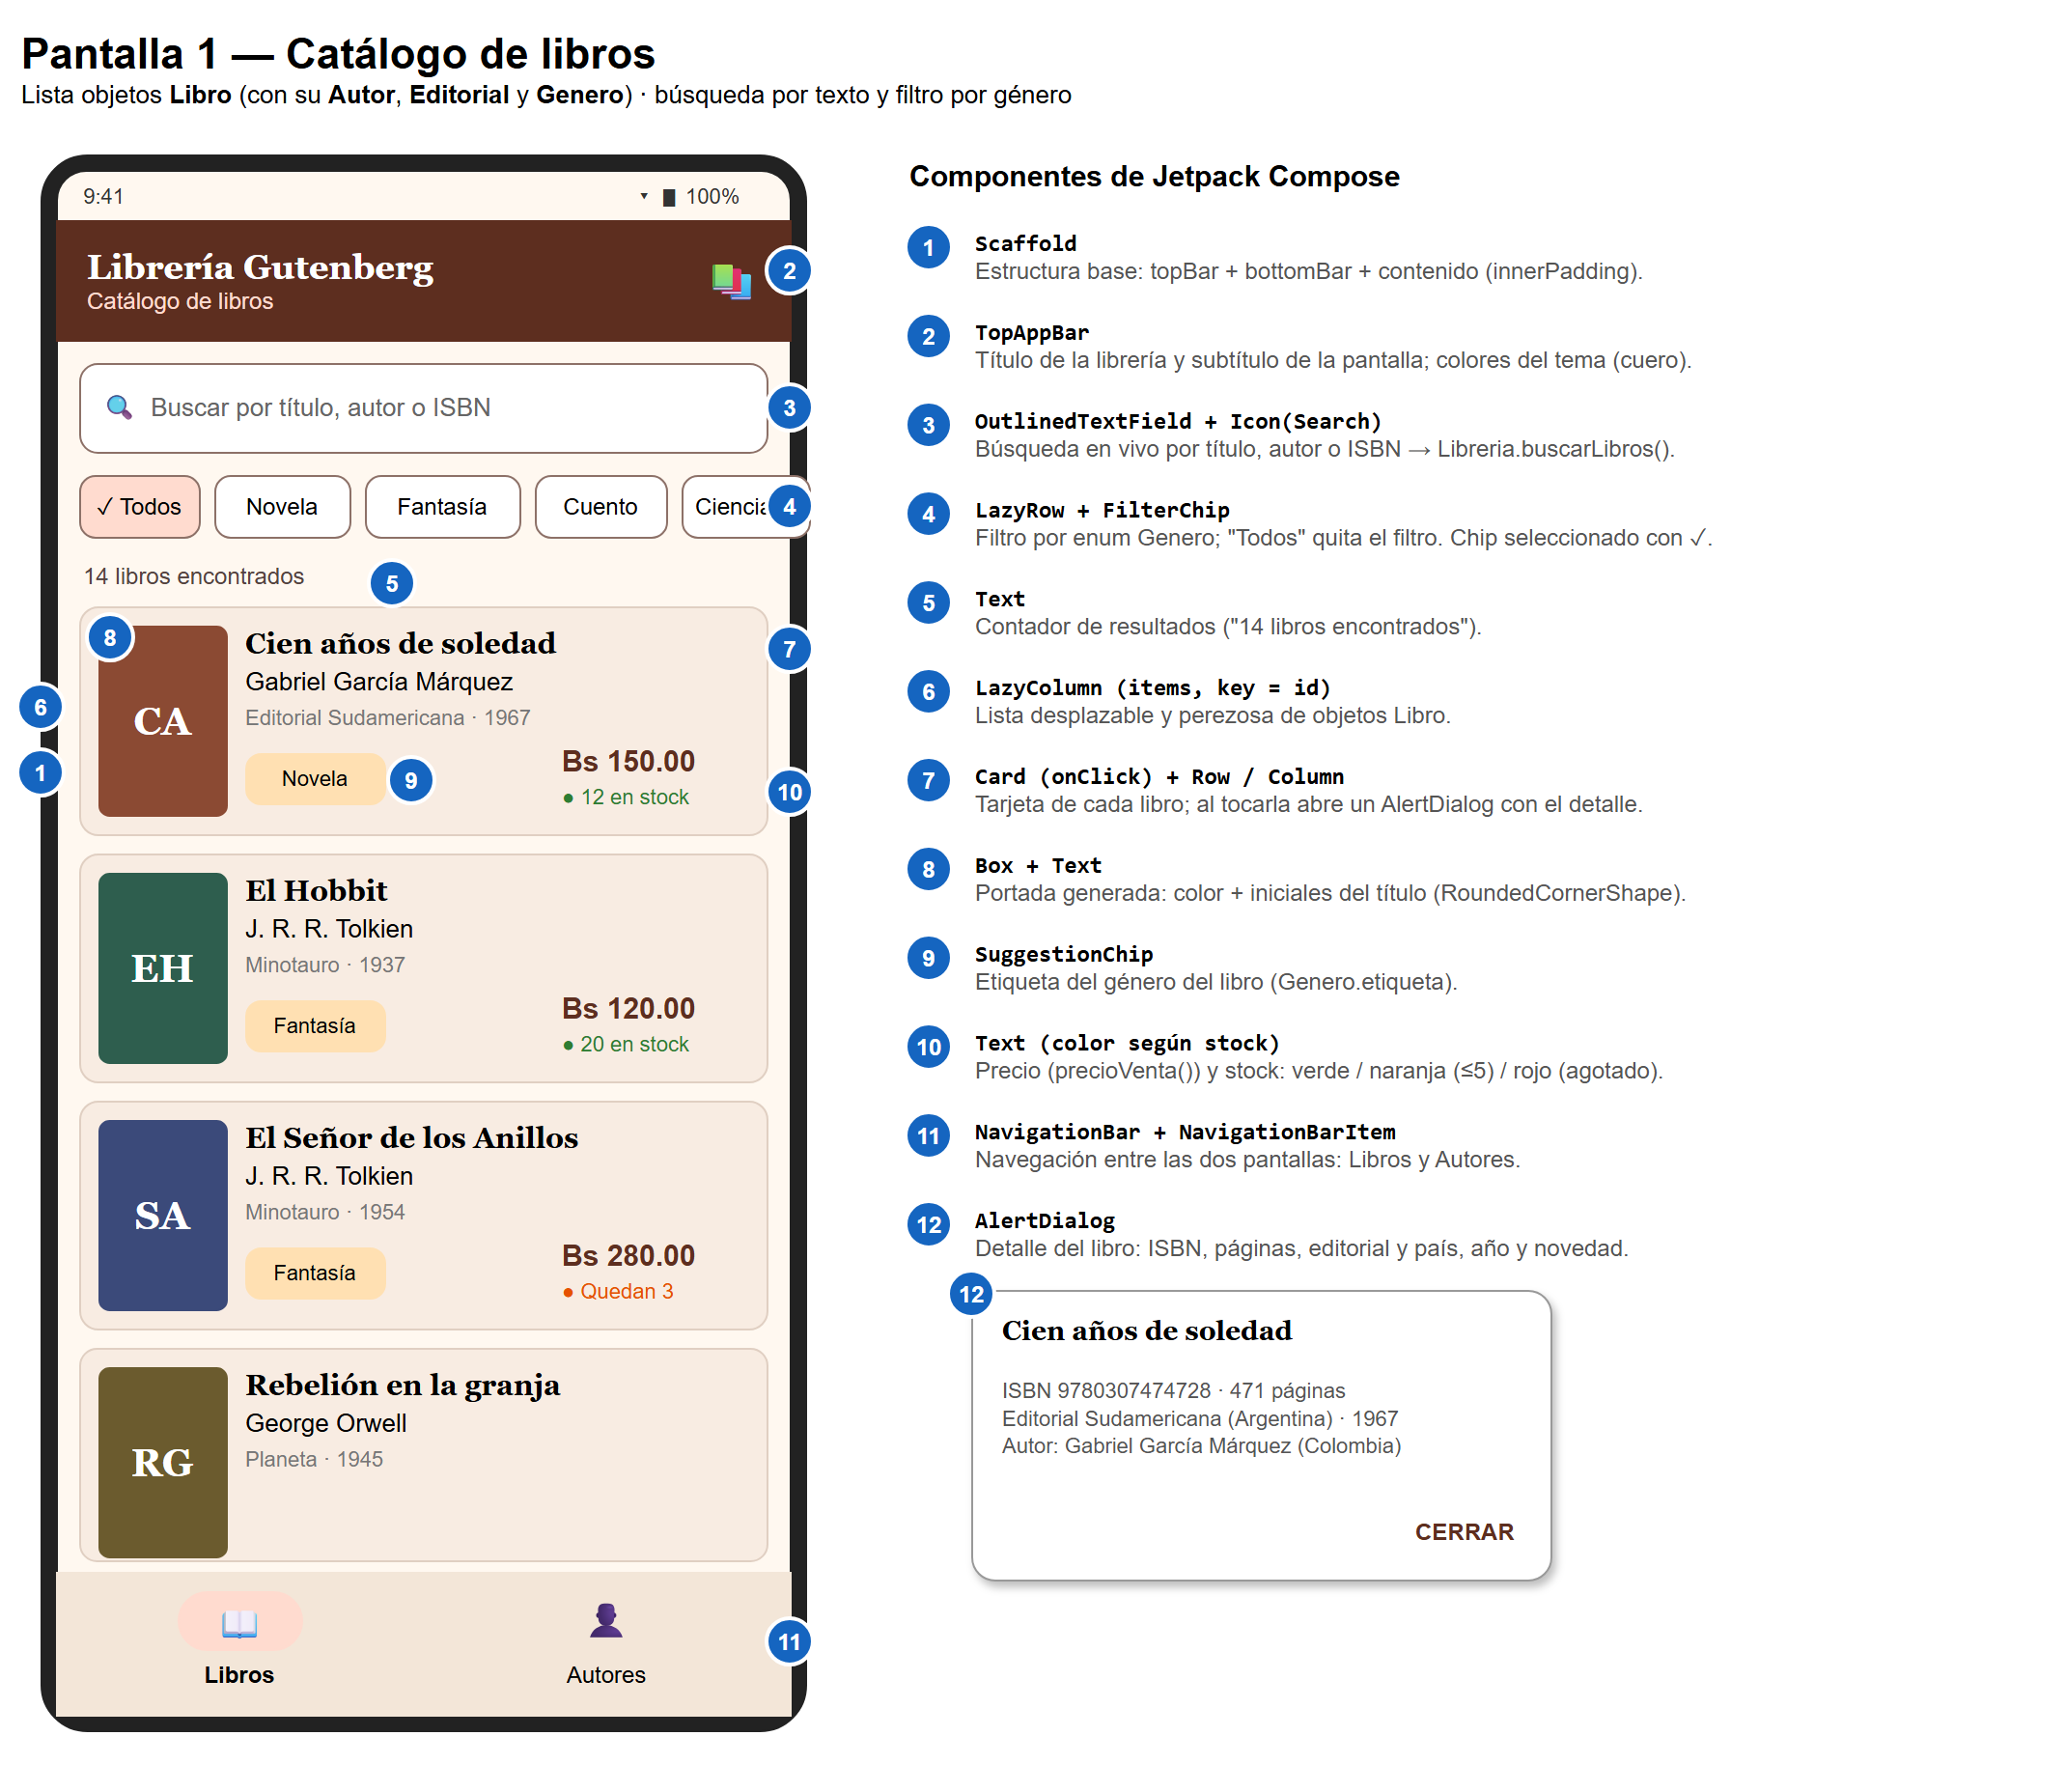 Pantalla 1 — Catálogo de libros
Lista objetos Libro (con su Autor, Editorial y Genero) · búsqueda por texto y filtro por género
9:41
100%
Librería Gutenberg
Catálogo de libros
2
Buscar por título, autor o ISBN
3
✓ Todos
Novela
Fantasía
Cuento
Ciencia
4
14 libros encontrados
5
8
CA
Cien años de soledad
7
Gabriel García Márquez
6
Editorial Sudamericana · 1967
1
Novela
9
Bs 150.00
● 12 en stock
10
EH
El Hobbit
J. R. R. Tolkien
Minotauro · 1937
Fantasía
Bs 120.00
● 20 en stock
SA
El Señor de los Anillos
J. R. R. Tolkien
Minotauro · 1954
Fantasía
Bs 280.00
● Quedan 3
RG
Rebelión en la granja
George Orwell
Planeta · 1945
Libros
Autores
11
Componentes de Jetpack Compose
1
Scaffold
Estructura base: topBar + bottomBar + contenido (innerPadding).
2
TopAppBar
Título de la librería y subtítulo de la pantalla; colores del tema (cuero).
3
OutlinedTextField + Icon(Search)
Búsqueda en vivo por título, autor o ISBN → Libreria.buscarLibros().
4
LazyRow + FilterChip
Filtro por enum Genero; "Todos" quita el filtro. Chip seleccionado con ✓.
5
Text
Contador de resultados ("14 libros encontrados").
6
LazyColumn (items, key = id)
Lista desplazable y perezosa de objetos Libro.
7
Card (onClick) + Row / Column
Tarjeta de cada libro; al tocarla abre un AlertDialog con el detalle.
8
Box + Text
Portada generada: color + iniciales del título (RoundedCornerShape).
9
SuggestionChip
Etiqueta del género del libro (Genero.etiqueta).
10
Text (color según stock)
Precio (precioVenta()) y stock: verde / naranja (≤5) / rojo (agotado).
11
NavigationBar + NavigationBarItem
Navegación entre las dos pantallas: Libros y Autores.
12
AlertDialog
Detalle del libro: ISBN, páginas, editorial y país, año y novedad.
12
Cien años de soledad
ISBN 9780307474728 · 471 páginas
Editorial Sudamericana (Argentina) · 1967
Autor: Gabriel García Márquez (Colombia)
CERRAR